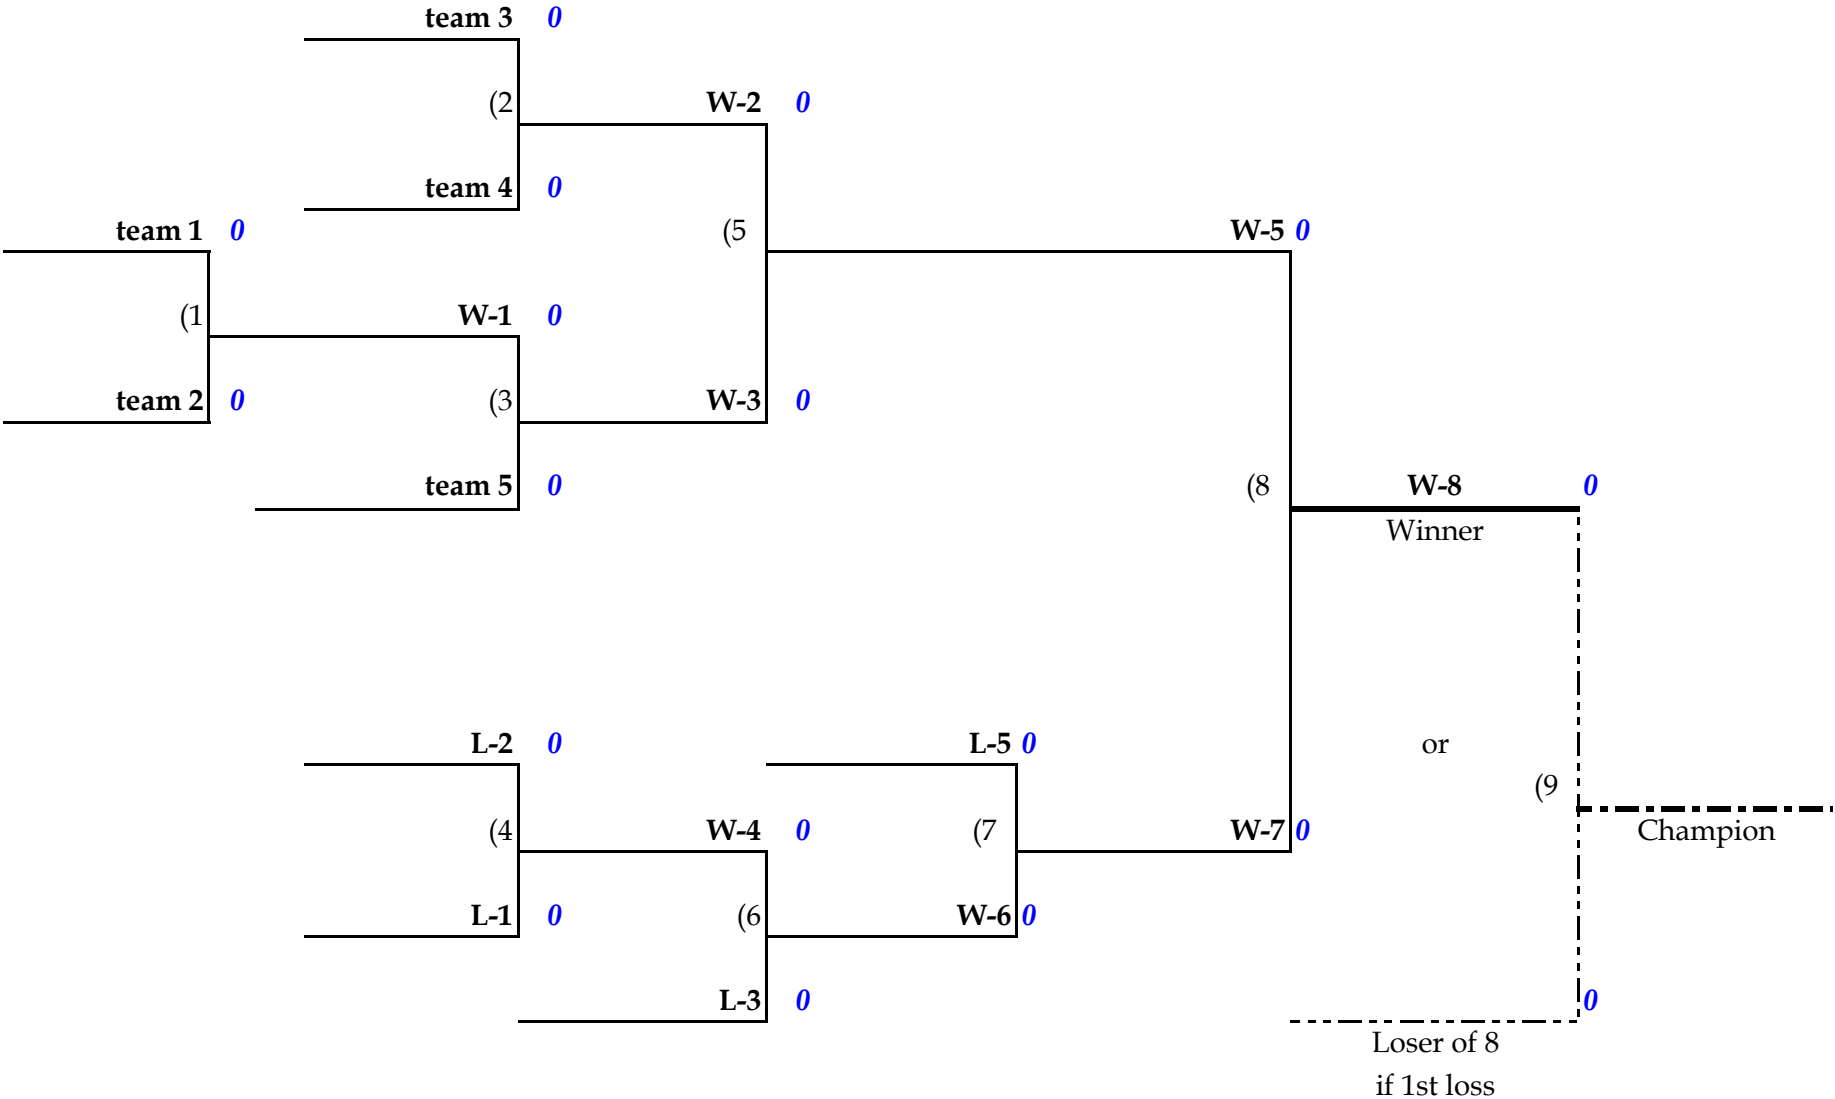 team 3 0
(2 W-2 0
team 4 0
team 1 0 (5 W-5 0
(1 W-1 0
team 2 0 (3 W-3 0
team 5 0 (8 W-8 0
Winner
L-2 0 L-5 0 or
(9
(4 W-4 0 (7 W-7 0 Champion
L-1 0 (6 W-6 0
L-3 0 0
Loser of 8
if 1st loss